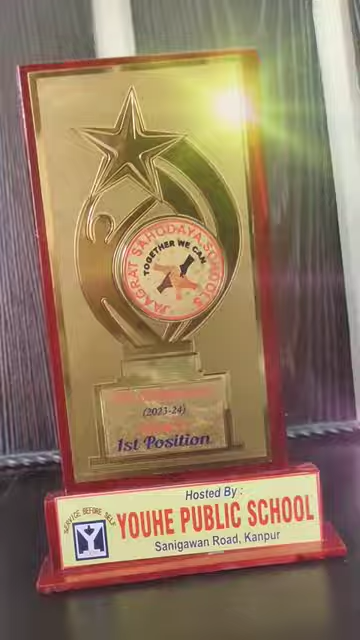 JAAGRAT SAHODAYA SCHOOLS
TOGETHER WE CAN
(2023-24)
1st Position
Hosted By :
SERVICE BEFORE SELF
Y
YOUHE PUBLIC SCHOOL
Sanigawan Road, Kanpur